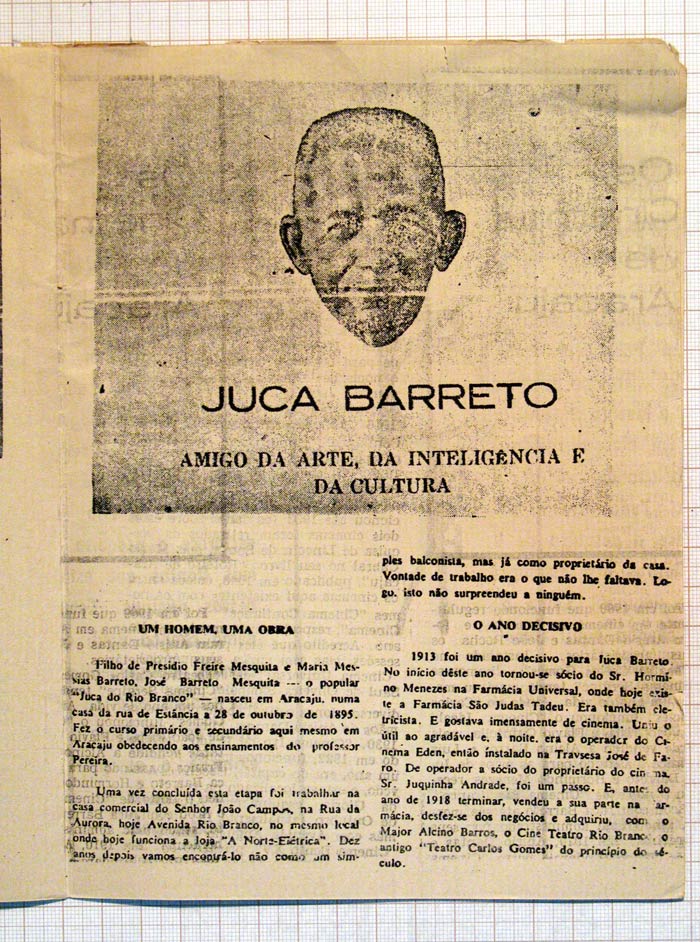 JUCA BARRETO
AMIGO DA ARTE, DA INTELIGÊNCIA E
DA CULTURA
UM HOMEM, UMA OBRA
Filho de Presidio Freire Mesquita e Maria Mes-
sias Barreto, José Barreto Mesquita — o popular
"Juca do Rio Branco" — nasceu em Aracaju, numa
casa da rua de Estância a 28 de outubro de 1895.
Fez o curso primário e secundário aqui mesmo em
Aracaju obedecendo aos ensinamentos do professor
Pereira.
Uma vez concluída esta etapa foi trabalhar na
casa comercial do Senhor João Campos, na Rua da
Aurora, hoje Avenida Rio Branco, no mesmo local
onde hoje funciona a loja "A Norte-Elétrica". Dez
anos depois vamos encontrá-lo não como um sim-
ples balconista, mas já como proprietário da casa.
Vontade de trabalho era o que não lhe faltava. Lo-
go, isto não surpreendeu a ninguém.
O ANO DECISIVO
1913 foi um ano decisivo para Juca Barreto.
No início dêste ano tornou-se sócio do Sr. Hormí-
no Menezes na Farmácia Universal, onde hoje exis-
te a Farmácia São Judas Tadeu. Era também ele-
tricista. E gostava imensamente de cinema. Uniu o
útil ao agradável e, à noite, era o operador do Ci-
nema Eden, então instalado na Travsesa José de Fa-
ro. De operador a sócio do proprietário do cinema,
Sr. Juquinha Andrade, foi um passo. E, antes do
ano de 1918 terminar, vendeu a sua parte na far-
mácia, desfez-se dos negócios e adquiriu, com o
Major Alcino Barros, o Cine Teatro Rio Branco, o
antigo "Teatro Carlos Gomes" do princípio do sé-
culo.